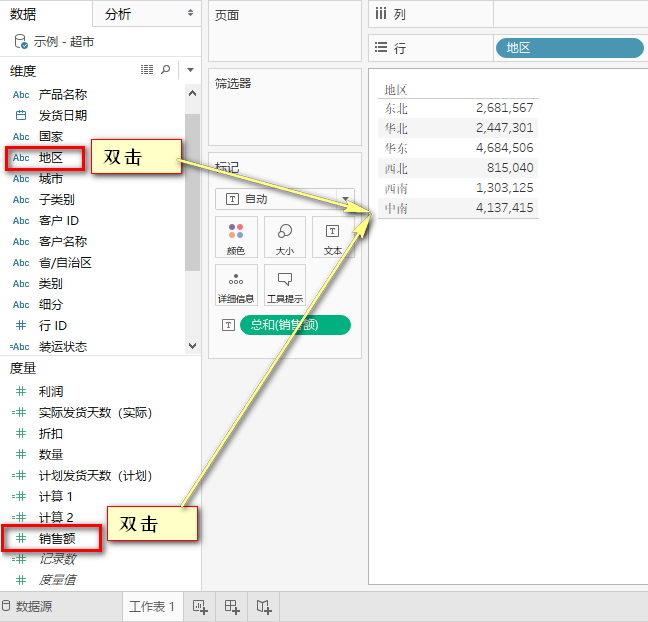 数据
分析
示例 - 超市
维度
Abc 产品名称
发货日期
Abc 国家
Abc 地区
Abc 城市
Abc 子类别
Abc 客户 ID
Abc 客户名称
Abc 省/自治区
Abc 类别
Abc 细分
行 ID
=Abc 装运状态
度量
利润
实际发货天数（实际）
折扣
数量
计划发货天数（计划）
计算 1
计算 2
销售额
记录数
度量值
双击
双击
页面
筛选器
标记
自动
颜色
大小
文本
详细信息
工具提示
总和(销售额)
列
行
地区
地区
东北 2,681,567
华北 2,447,301
华东 4,684,506
西北 815,040
西南 1,303,125
中南 4,137,415
数据源
工作表 1